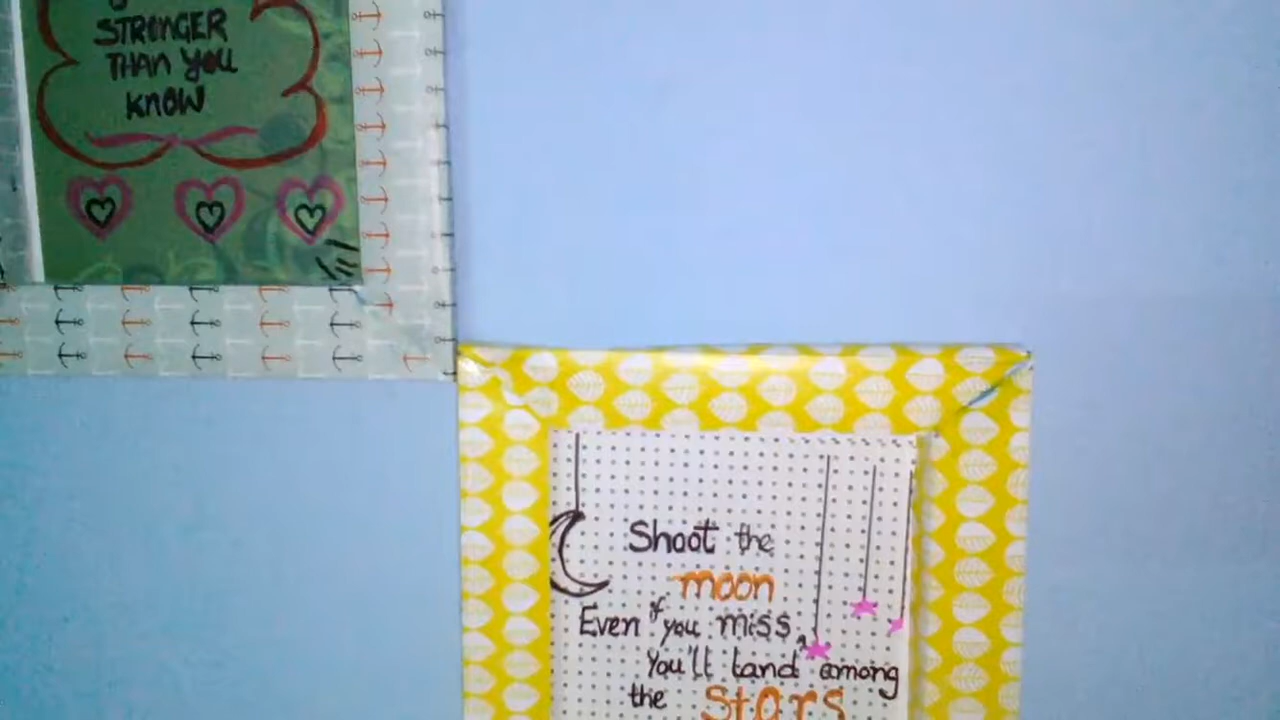 STRONGER
THAN YOU
KNOW
Shoot the
moon
Even if you miss,
You'll land among
the Stars